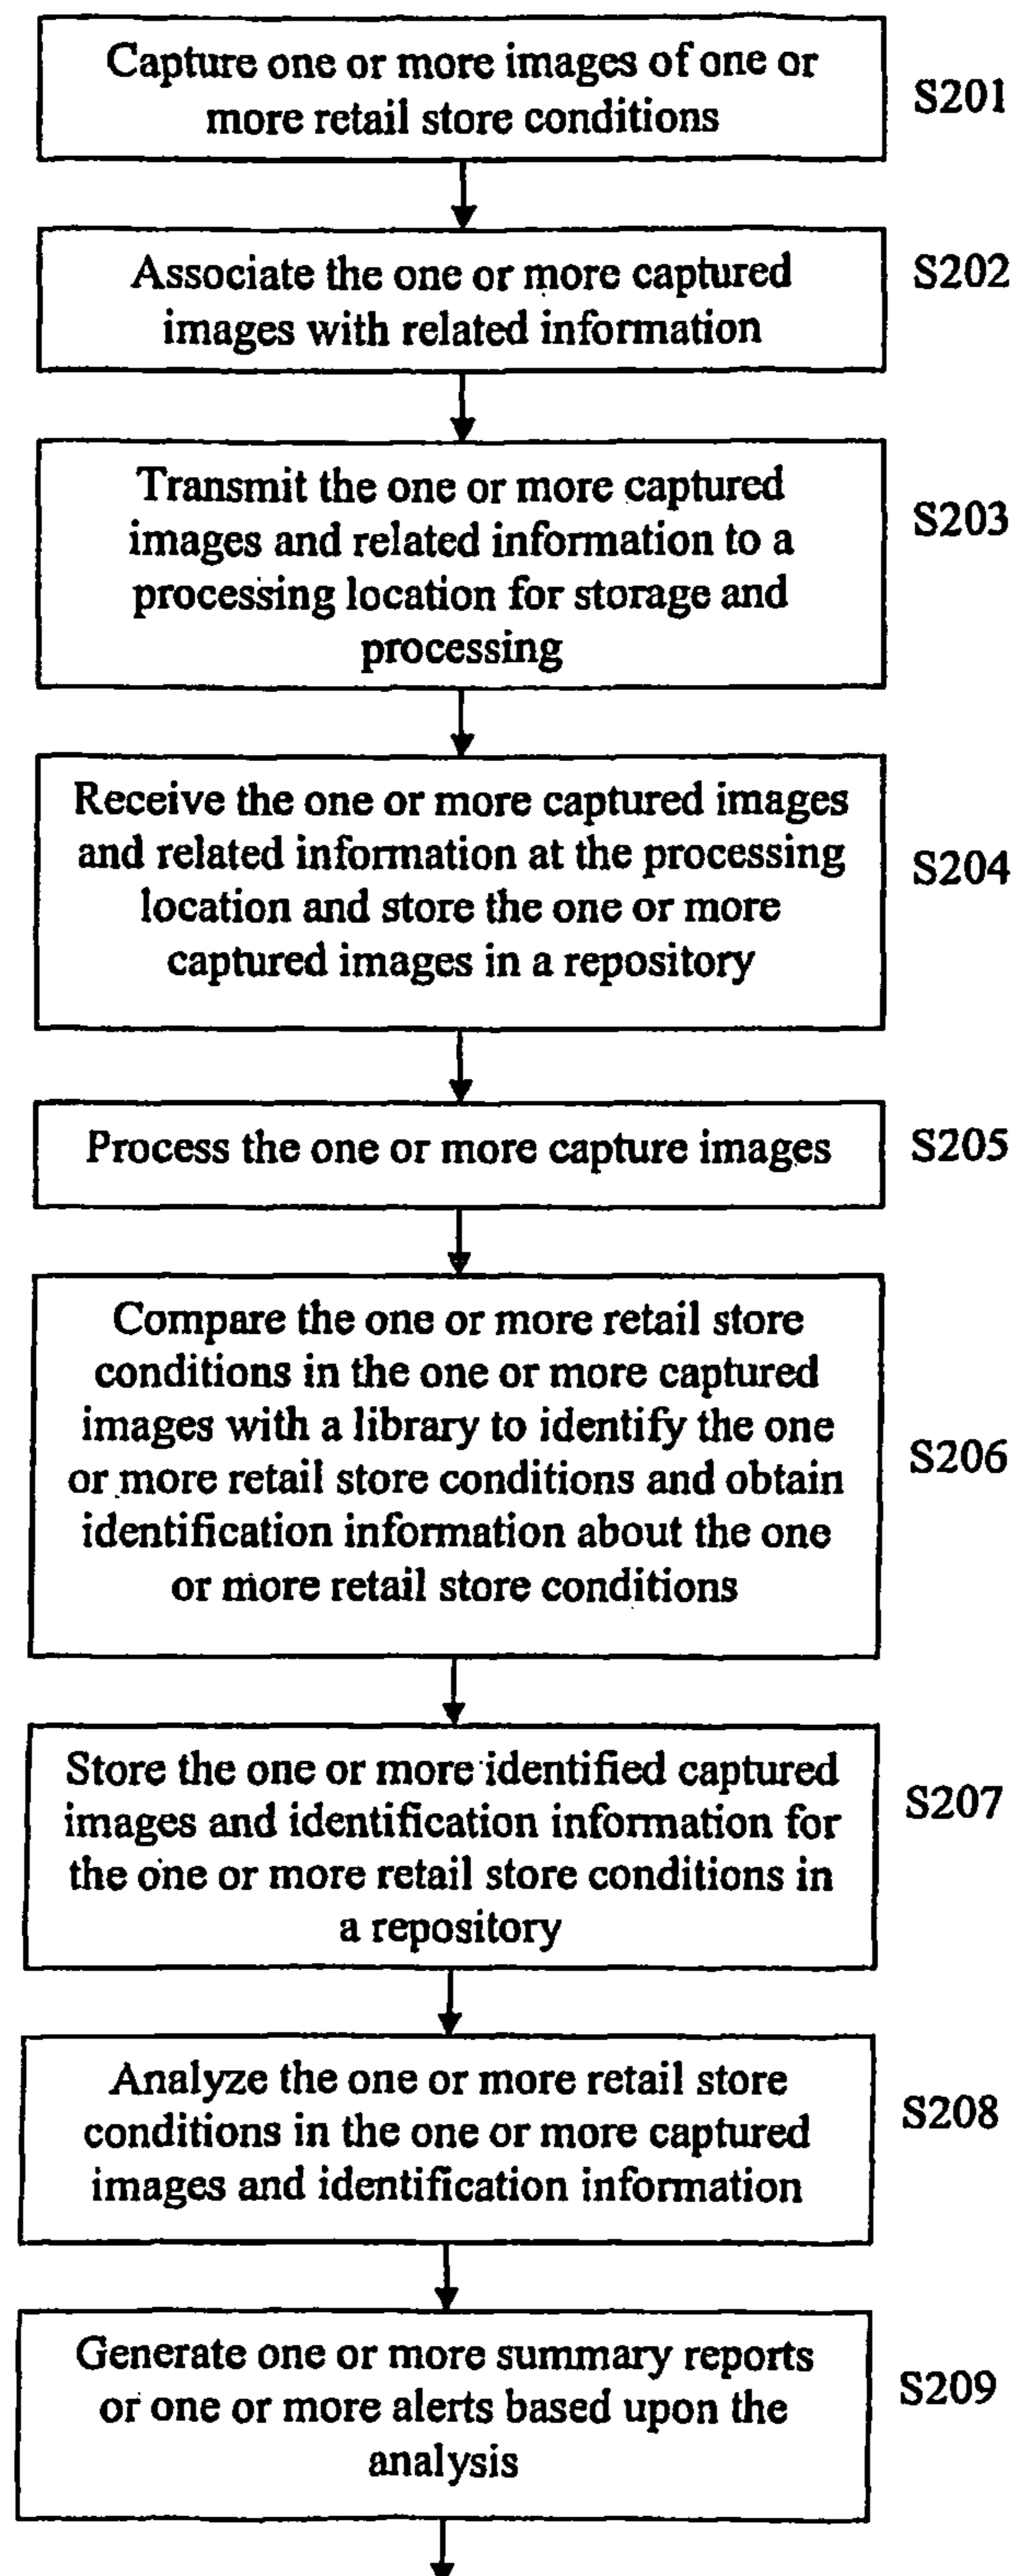 Capture one or more images of one or
more retail store conditions
S201
Associate the one or more captured
images with related information
S202
Transmit the one or more captured
images and related information to a
processing location for storage and
processing
S203
Receive the one or more captured images
and related information at the processing
location and store the one or more
captured images in a repository
S204
Process the one or more capture images
S205
Compare the one or more retail store
conditions in the one or more captured
images with a library to identify the one
or more retail store conditions and obtain
identification information about the one
or more retail store conditions
S206
Store the one or more identified captured
images and identification information for
the one or more retail store conditions in
a repository
S207
Analyze the one or more retail store
conditions in the one or more captured
images and identification information
S208
Generate one or more summary reports
or one or more alerts based upon the
analysis
S209